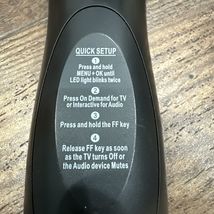 QUICK SETUP
1
Press and hold
MENU + OK until
LED light blinks twice
2
Press On Demand for TV
or Interactive for Audio
3
Press and hold the FF key
4
Release FF key as soon
as the TV turns Off or
the Audio device Mutes